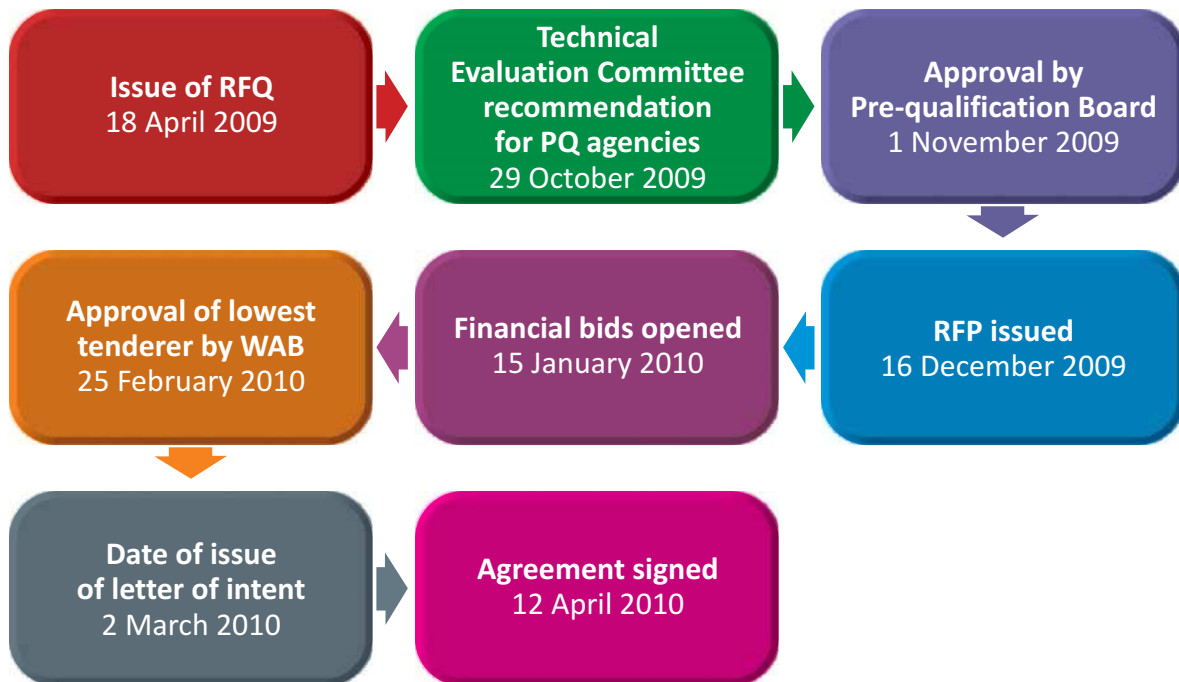 Issue of RFQ
18 April 2009
Technical
Evaluation Committee
recommendation
for PQ agencies
29 October 2009
Approval by
Pre-qualification Board
1 November 2009
RFP issued
16 December 2009
Financial bids opened
15 January 2010
Approval of lowest
tenderer by WAB
25 February 2010
Date of issue
of letter of intent
2 March 2010
Agreement signed
12 April 2010